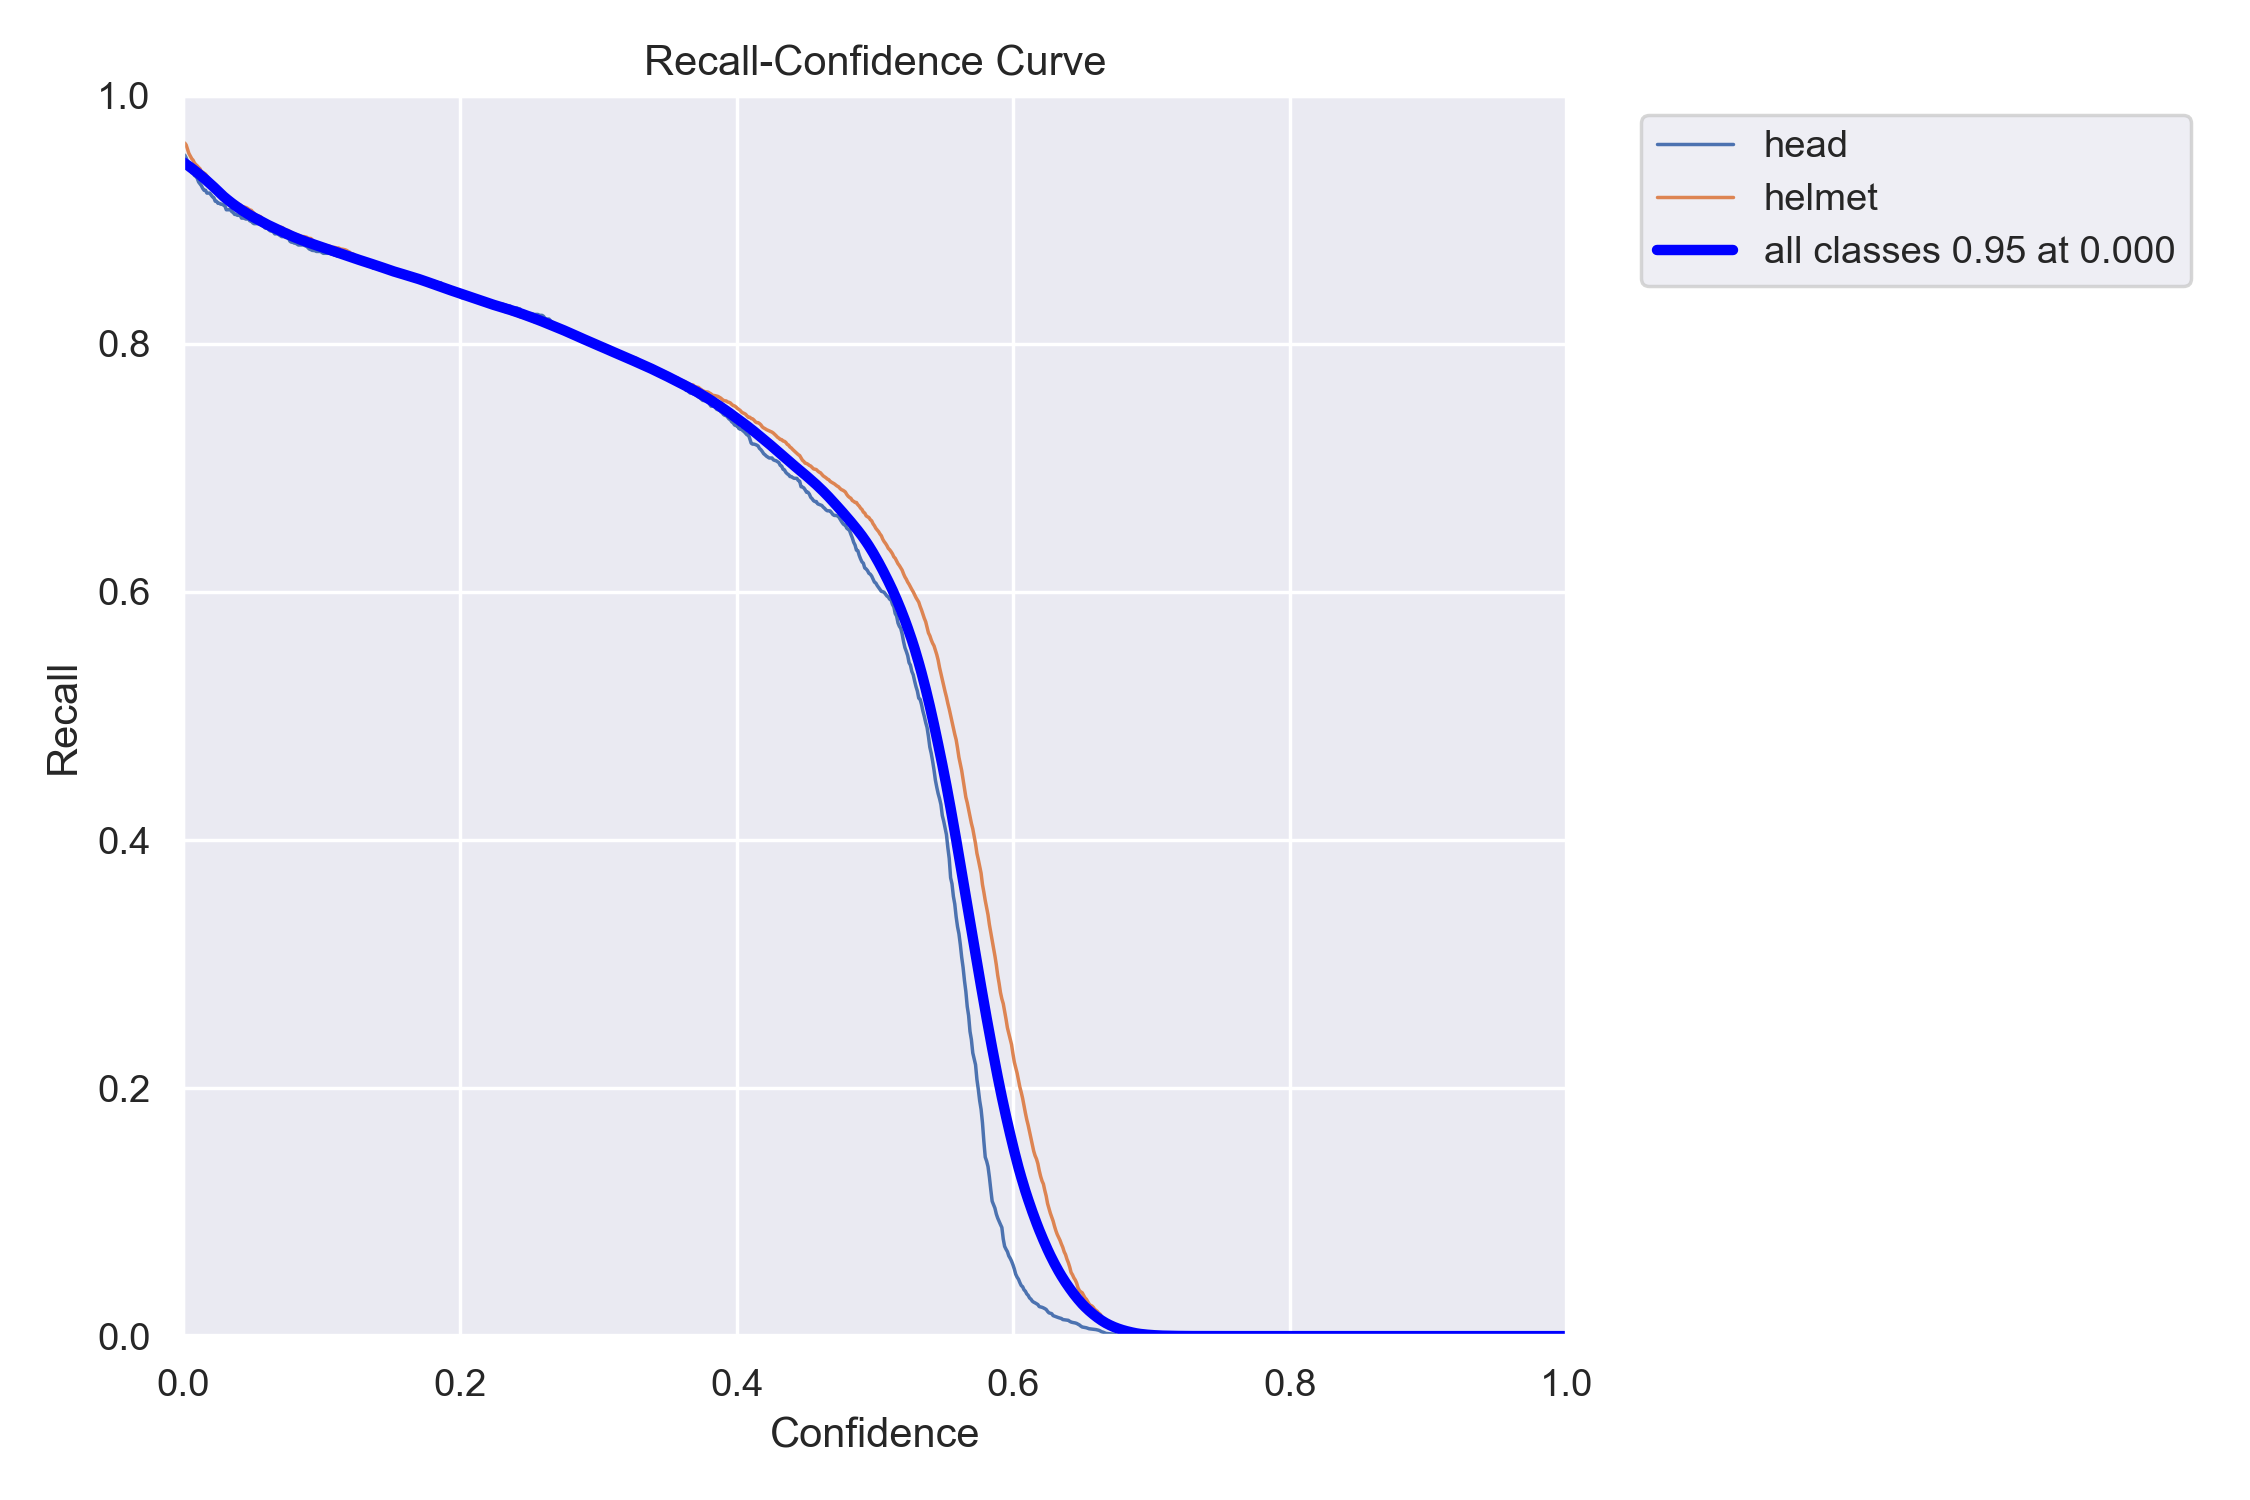 Recall-Confidence Curve
1.0
0.8
0.6
0.4
0.2
0.0
Recall
0.0 0.2 0.4 0.6 0.8 1.0
Confidence
head
helmet
all classes 0.95 at 0.000